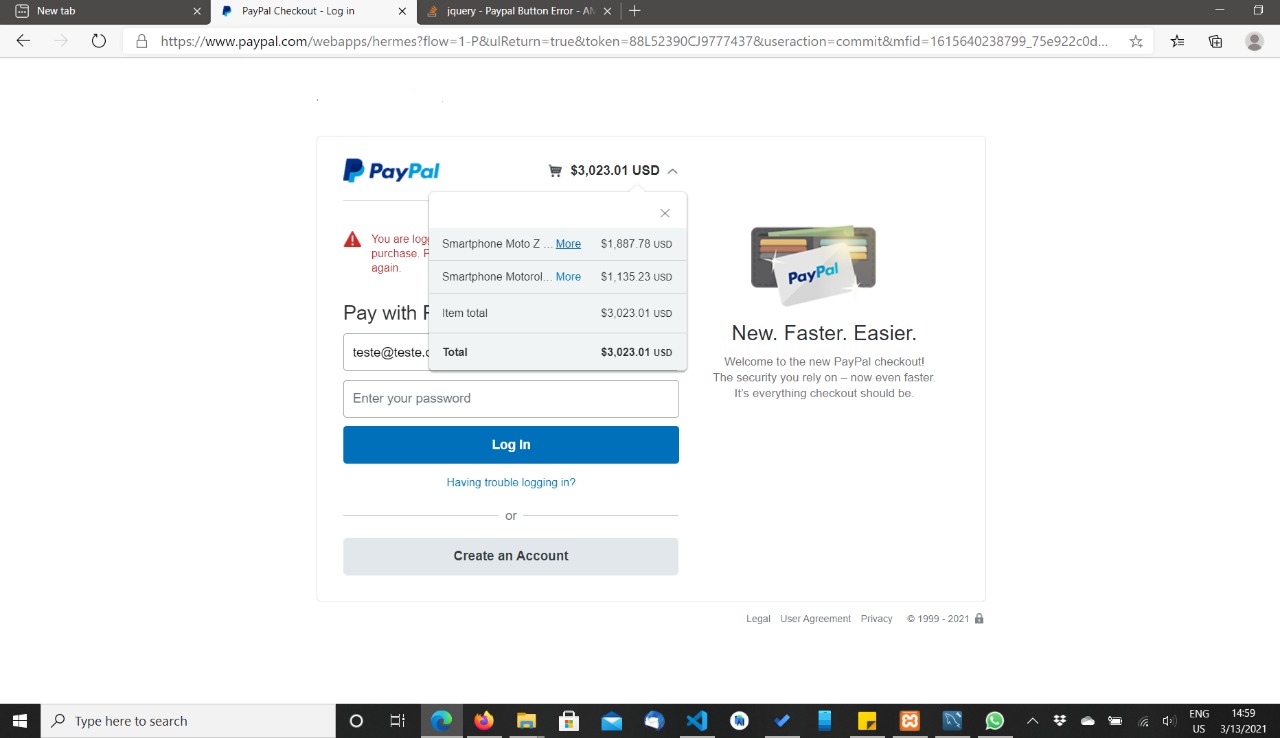 New tab
PayPal Checkout - Log in
jquery - Paypal Button Error - AN
https://www.paypal.com/webapps/hermes?flow=1-P&ulReturn=true&token=88L52390CJ9777437&useraction=commit&mfid=1615640238799_75e922c0d...
PayPal
$3,023.01 USD
You are log
purchase. P
again.
Smartphone Moto Z ... More $1,887.78 USD
Smartphone Motorol... More $1,135.23 USD
Item total $3,023.01 USD
Total $3,023.01 USD
Pay with
teste@teste.c
Enter your password
Log In
Having trouble logging in?
or
Create an Account
PayPal
New. Faster. Easier.
Welcome to the new PayPal checkout!
The security you rely on – now even faster.
It's everything checkout should be.
Legal User Agreement Privacy © 1999 - 2021
Type here to search
ENG
US
14:59
3/13/2021